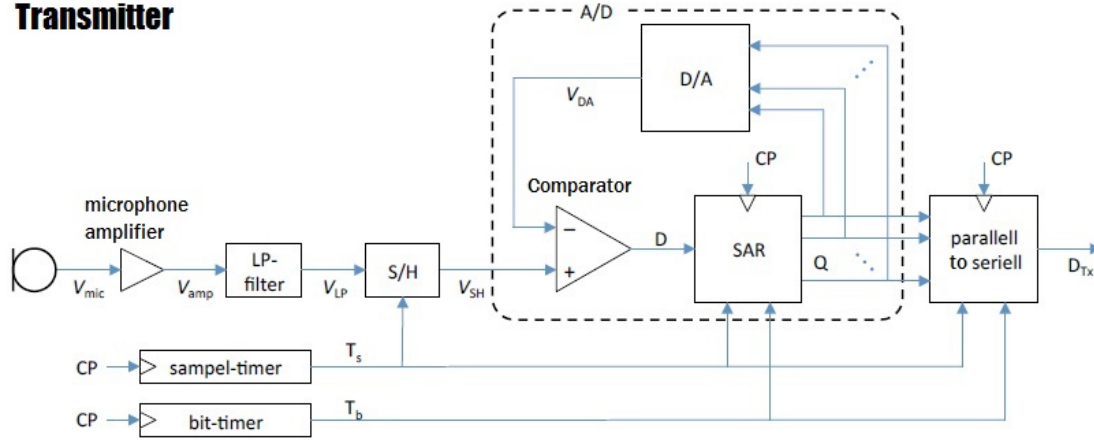 Transmitter
A/D
D/A
V_DA
CP
CP
Comparator
microphone
amplifier
LP-
filter
S/H
−
+
D
SAR
Q
parallell
to seriell
D_Tx
V_mic
V_amp
V_LP
V_SH
CP
sampel-timer
T_s
CP
bit-timer
T_b